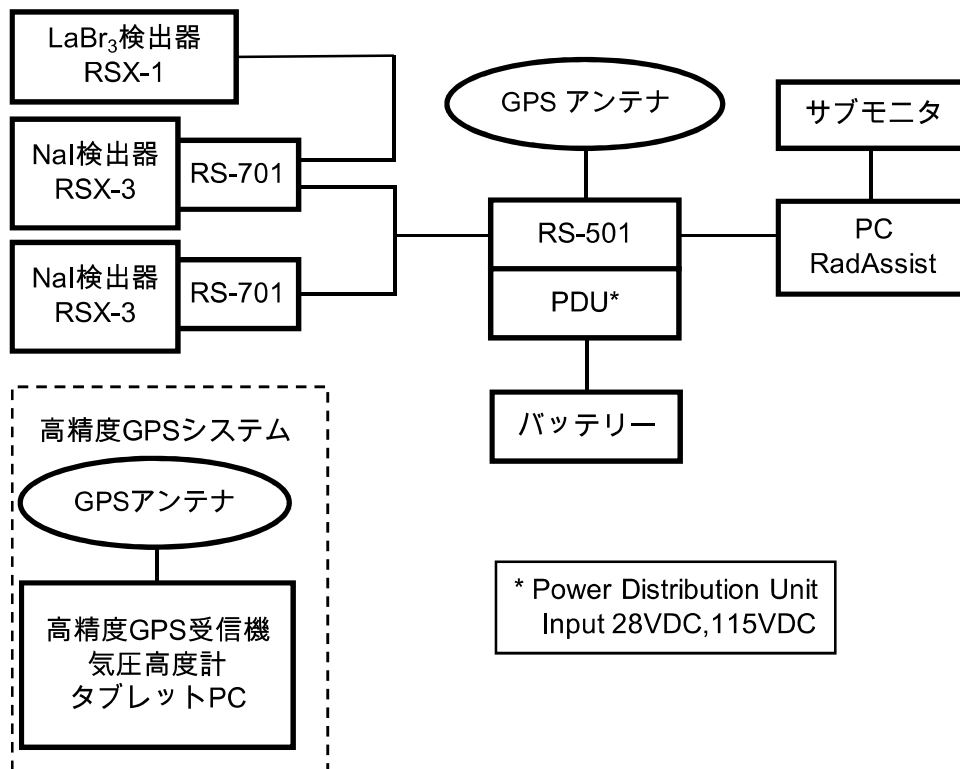 LaBr₃検出器
RSX-1
NaI検出器
RSX-3
RS-701
NaI検出器
RSX-3
RS-701
GPS アンテナ
RS-501
PDU*
バッテリー
サブモニタ
PC
RadAssist
高精度GPSシステム
GPSアンテナ
高精度GPS受信機
気圧高度計
タブレットPC
* Power Distribution Unit
Input 28VDC,115VDC